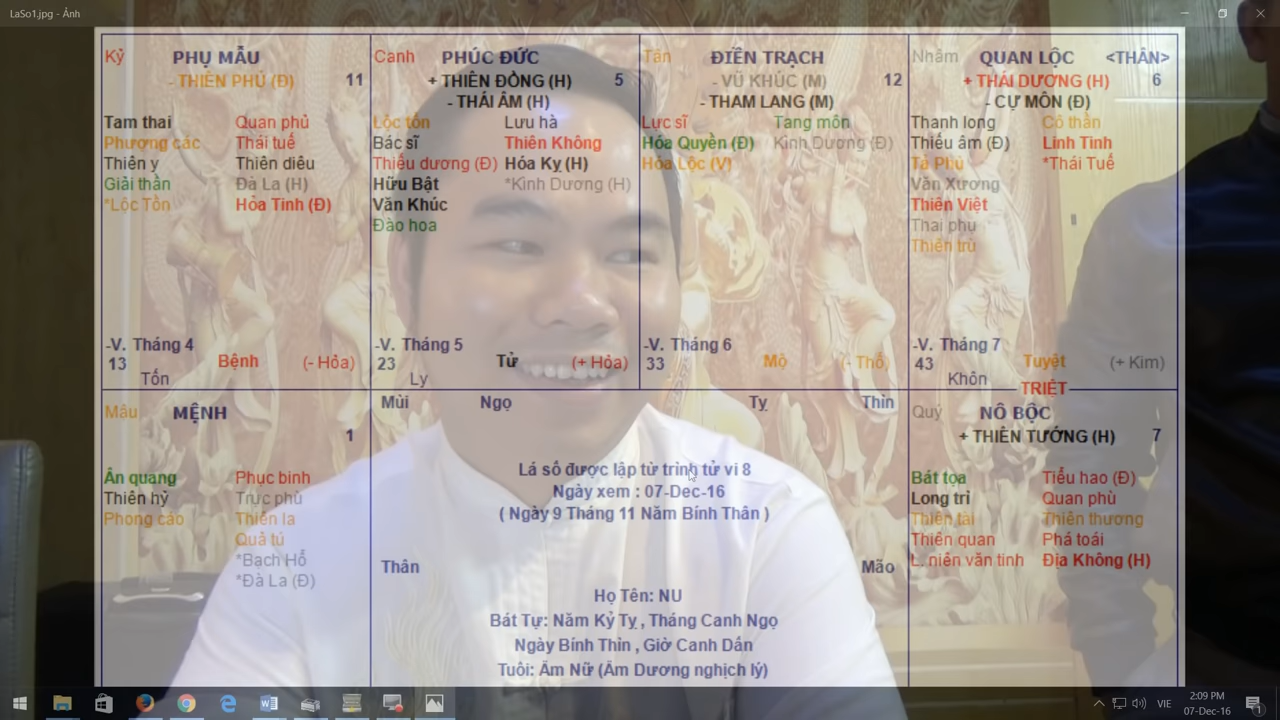 LaSo1.jpg - Ảnh
Kỷ PHỤ MẪU
- THIÊN PHỦ (Đ) 11
Tam thai Quan phủ
Phượng các Thái tuế
Thiên y Thiên diêu
Giải thần Đà La (H)
*Lộc Tồn Hỏa Tinh (Đ)
-V. Tháng 4
13 Bệnh (- Hỏa)
Tốn
Canh PHÚC ĐỨC
+ THIÊN ĐỒNG (H) 5
- THÁI ÂM (H)
Lộc tồn Lưu hà
Bác sĩ Thiên Không
Thiếu dương (Đ) Hóa Kỵ (H)
Hữu Bật *Kình Dương (H)
Văn Khúc
Đào hoa
-V. Tháng 5
23 Tử (+ Hỏa)
Ly
Tân ĐIỀN TRẠCH
- VŨ KHÚC (M) 12
- THAM LANG (M)
Lực sĩ Tang môn
Hóa Quyền (Đ) Kình Dương (Đ)
Hóa Lộc (V)
-V. Tháng 6
33 Mộ (- Thổ)
Nhâm QUAN LỘC <THÂN>
+ THÁI DƯƠNG (H) 6
- CỰ MÔN (Đ)
Thanh long Cô thần
Thiếu âm (Đ) Linh Tinh
Tả Phù *Thái Tuế
Văn Xương
Thiên Việt
Thai phụ
Thiên trù
-V. Tháng 7
43 Tuyệt (+ Kim)
Khôn
TRIỆT
Mậu MỆNH
1
Ân quang Phục binh
Thiên hỷ Trực phù
Phong cáo Thiên la
Quả tú
*Bạch Hổ
*Đà La (Đ)
Mùi Ngọ Tỵ Thìn
Lá số được lập từ trình tử vi 8
Ngày xem : 07-Dec-16
( Ngày 9 Tháng 11 Năm Bính Thân )
Thân Mão
Họ Tên: NU
Bát Tự: Năm Kỷ Tỵ , Tháng Canh Ngọ
Ngày Bính Thìn , Giờ Canh Dần
Tuổi: Âm Nữ (Âm Dương nghịch lý)
Quý NÔ BỘC
+ THIÊN TƯỚNG (H) 7
Bát tọa Tiểu hao (Đ)
Long trì Quan phù
Thiên tài Thiên thương
Thiên quan Phá toái
L. niên văn tinh Địa Không (H)
VIE
2:09 PM
07-Dec-16
1